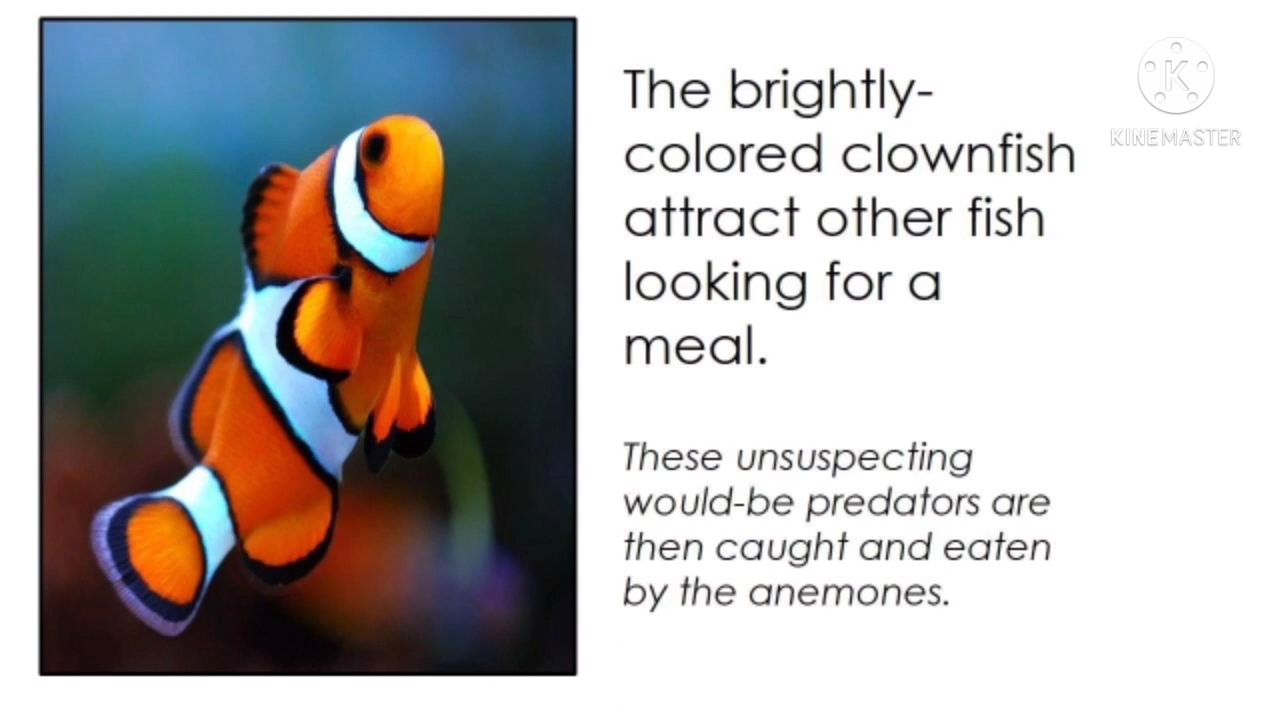 The brightly-
colored clownfish
attract other fish
looking for a
meal.
These unsuspecting
would-be predators are
then caught and eaten
by the anemones.
K
KINEMASTER